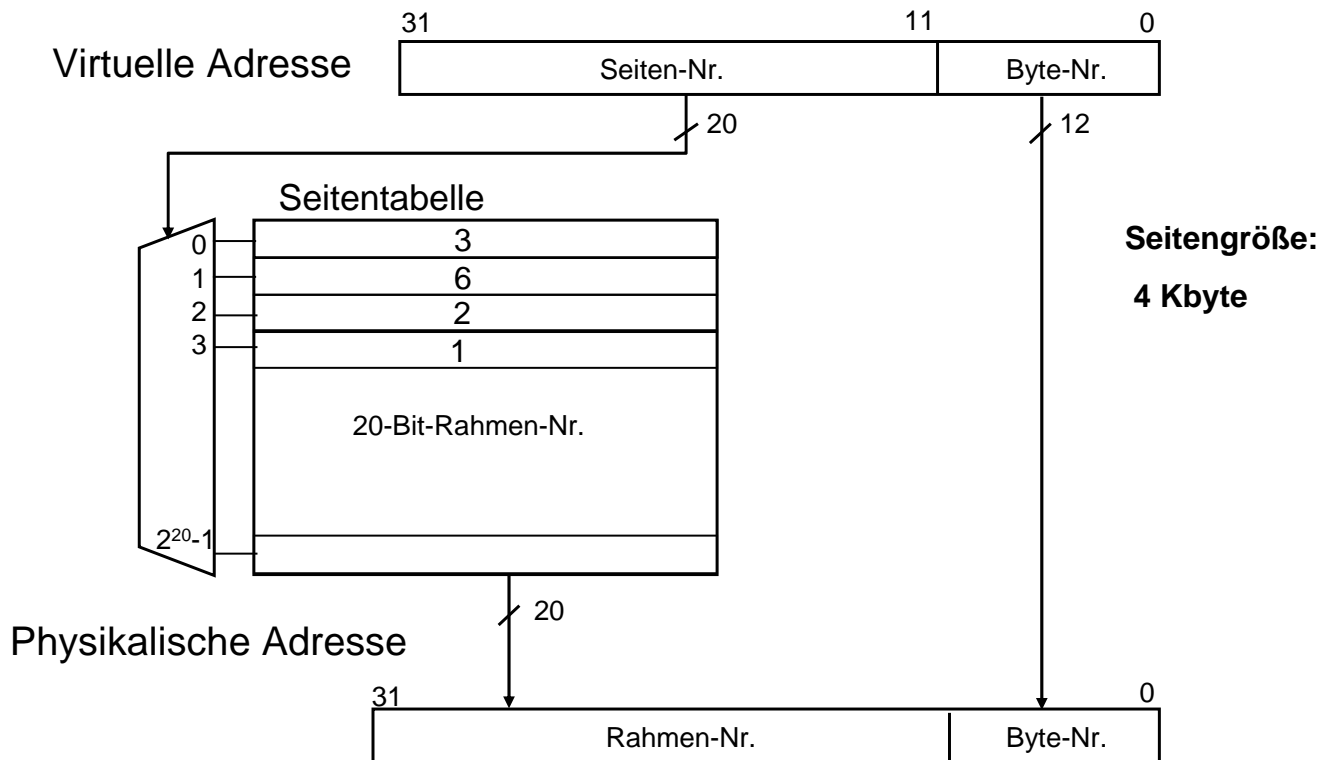 31 11 0
Virtuelle Adresse
Seiten-Nr. Byte-Nr.
20 12
Seitentabelle
0 3
1 6
2 2
3 1
Seitengröße:
4 Kbyte
20-Bit-Rahmen-Nr.
2²⁰-1
20
Physikalische Adresse
31 0
Rahmen-Nr. Byte-Nr.